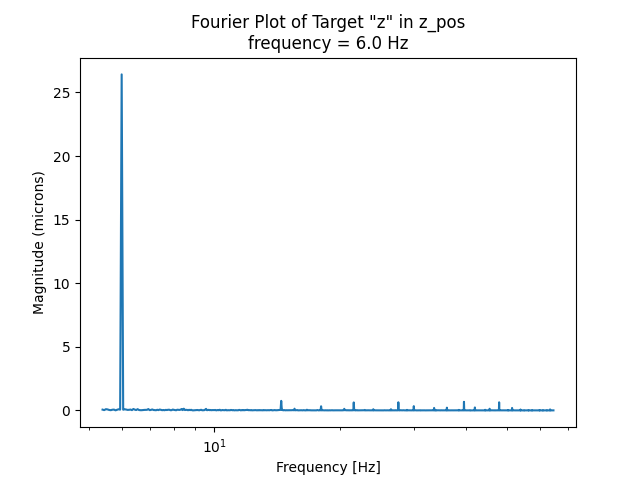 Fourier Plot of Target "z" in z_pos
frequency = 6.0 Hz
Magnitude (microns)
25
20
15
10
5
0
10¹
Frequency [Hz]